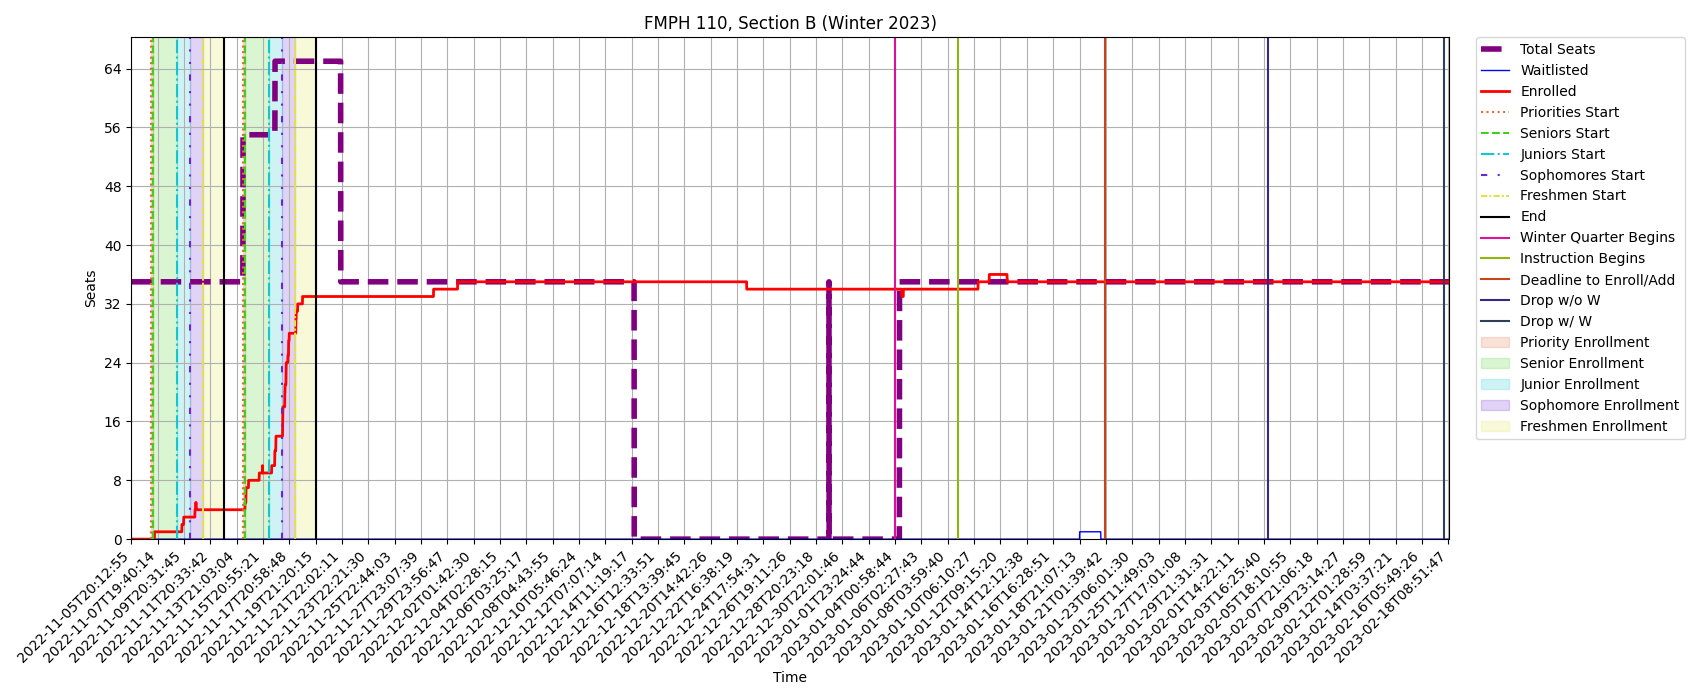 FMPH 110, Section B (Winter 2023)
Seats
64
56
48
40
32
24
16
8
0
2022-11-05T20:12:55
2022-11-07T19:40:14
2022-11-09T20:31:45
2022-11-11T20:33:42
2022-11-13T21:03:04
2022-11-15T20:55:21
2022-11-17T20:58:49
2022-11-19T21:20:15
2022-11-21T22:02:11
2022-11-23T22:21:30
2022-11-25T22:44:03
2022-11-27T23:07:39
2022-11-29T23:56:47
2022-12-02T01:42:30
2022-12-04T02:28:15
2022-12-06T03:25:17
2022-12-08T04:43:55
2022-12-10T05:46:24
2022-12-12T07:07:14
2022-12-14T11:19:17
2022-12-16T12:33:51
2022-12-18T13:39:45
2022-12-20T14:42:26
2022-12-22T16:38:19
2022-12-24T17:54:31
2022-12-26T19:11:26
2022-12-28T20:23:18
2022-12-30T22:01:46
2023-01-01T23:24:44
2023-01-04T00:58:44
2023-01-06T02:27:43
2023-01-08T03:59:40
2023-01-10T06:10:27
2023-01-12T09:15:20
2023-01-14T12:12:38
2023-01-16T16:28:51
2023-01-18T21:07:13
2023-01-21T01:39:42
2023-01-23T06:01:30
2023-01-25T11:49:03
2023-01-27T17:01:08
2023-01-29T21:31:31
2023-02-01T14:22:11
2023-02-03T16:25:40
2023-02-05T18:10:55
2023-02-07T21:06:18
2023-02-09T23:14:27
2023-02-12T01:28:59
2023-02-14T03:37:21
2023-02-16T05:49:26
2023-02-18T08:51:47
Time
Total Seats
Waitlisted
Enrolled
Priorities Start
Seniors Start
Juniors Start
Sophomores Start
Freshmen Start
End
Winter Quarter Begins
Instruction Begins
Deadline to Enroll/Add
Drop w/o W
Drop w/ W
Priority Enrollment
Senior Enrollment
Junior Enrollment
Sophomore Enrollment
Freshmen Enrollment